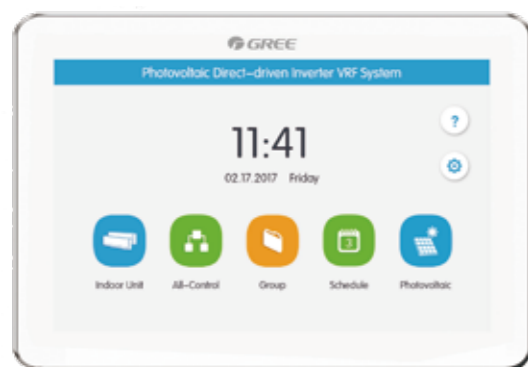 GREE
Photovoltaic Direct-driven Inverter VRF System
?
11:41
02.17.2017 Friday
3
Indoor Unit All-Control Group Schedule Photovoltaic